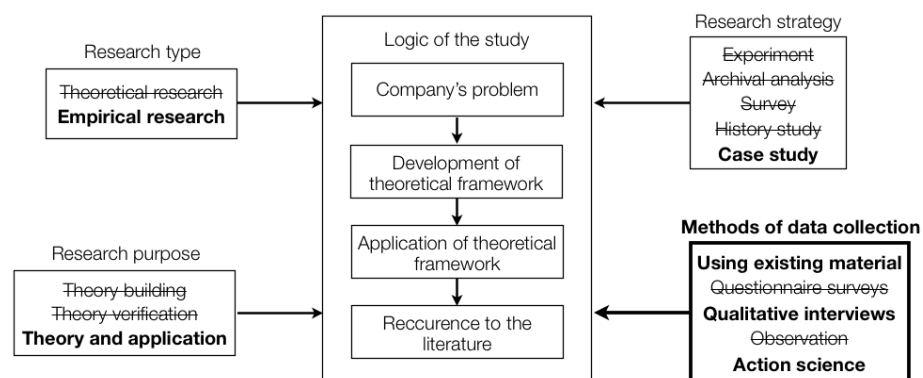 Research type
Theoretical research
Empirical research
Research purpose
Theory building
Theory verification
Theory and application
Logic of the study
Company's problem
Development of
theoretical framework
Application of theoretical
framework
Reccurence to the
literature
Research strategy
Experiment
Archival analysis
Survey
History study
Case study
Methods of data collection
Using existing material
Questionnaire surveys
Qualitative interviews
Observation
Action science